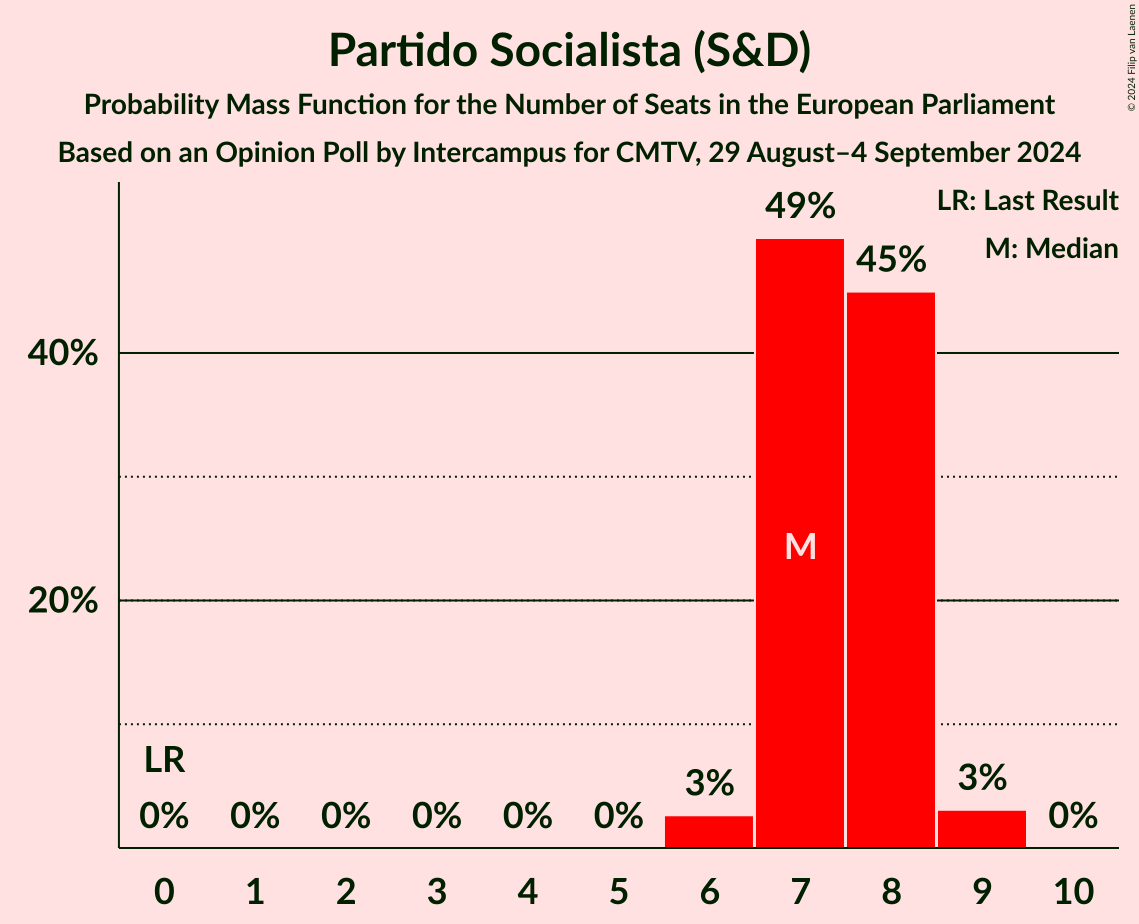 Partido Socialista (S&D)
Probability Mass Function for the Number of Seats in the European Parliament
Based on an Opinion Poll by Intercampus for CMTV, 29 August–4 September 2024
© 2024 Filip van Laenen
LR: Last Result
M: Median
49%
45%
40%
M
20%
LR
0% 0% 0% 0% 0% 0% 3% 3% 0%
0 1 2 3 4 5 6 7 8 9 10